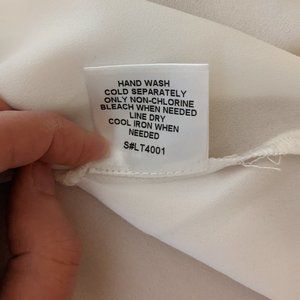 HAND WASH
COLD SEPARATELY
ONLY NON-CHLORINE
BLEACH WHEN NEEDED
LINE DRY
COOL IRON WHEN
NEEDED
S#LT4001